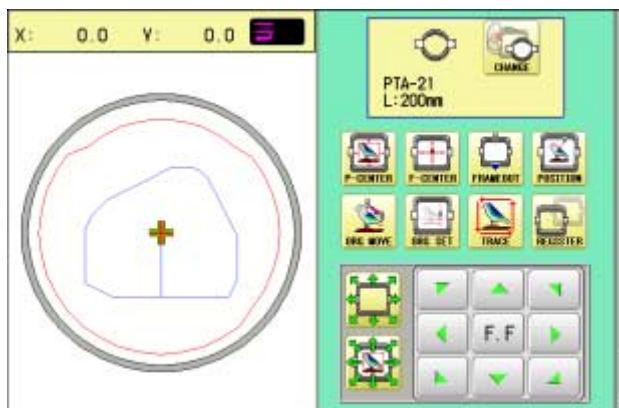 X: 0.0 Y: 0.0
CHANGE
PTA-21
L:200mm
P-CENTER F-CENTER FRAMEOUT POSITION
ORG MOVE ORG SET TRACE REGISTER
F.F